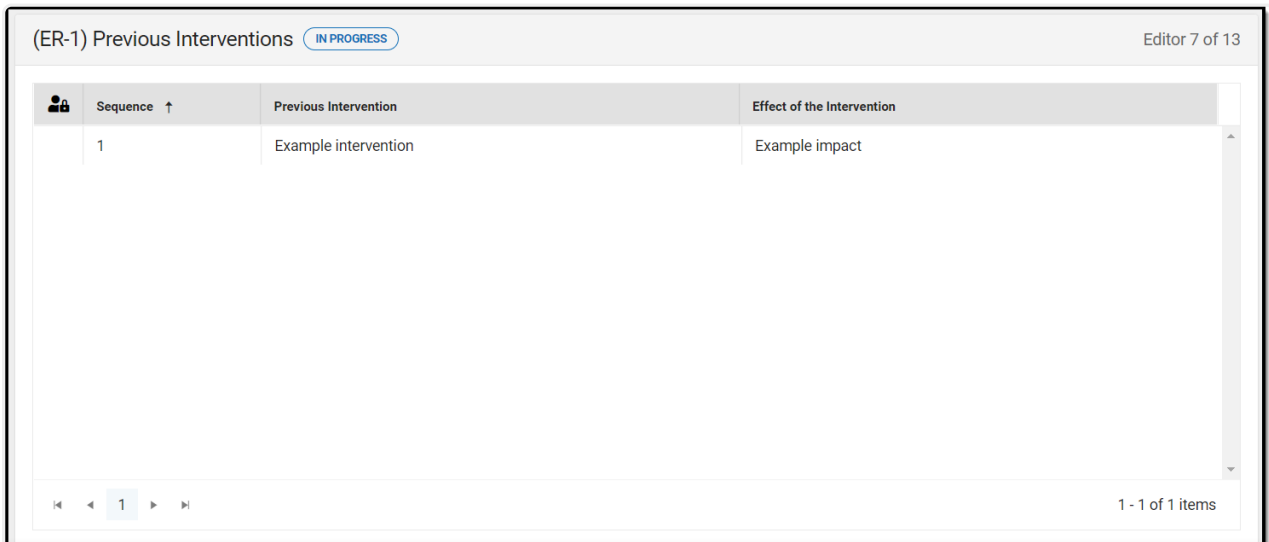 (ER-1) Previous Interventions IN PROGRESS Editor 7 of 13
Sequence ↑ Previous Intervention Effect of the Intervention
1 Example intervention Example impact
1 1 - 1 of 1 items